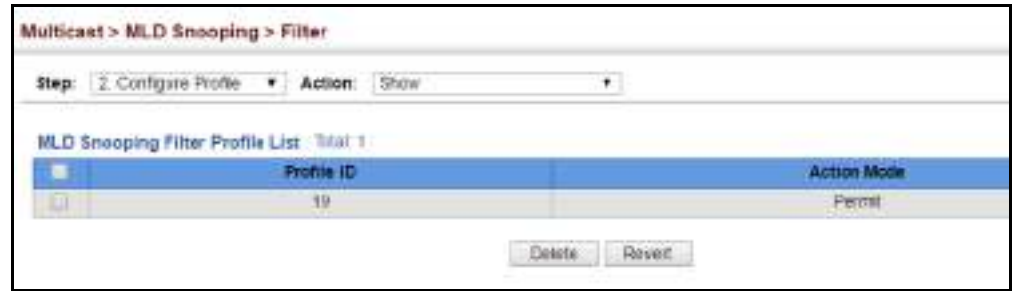 Multicast > MLD Snooping > Filter
Step: 2. Configure Profile Action: Show
MLD Snooping Filter Profile List Total: 1
Profile ID Action Mode
19 Permit
Delete Revert